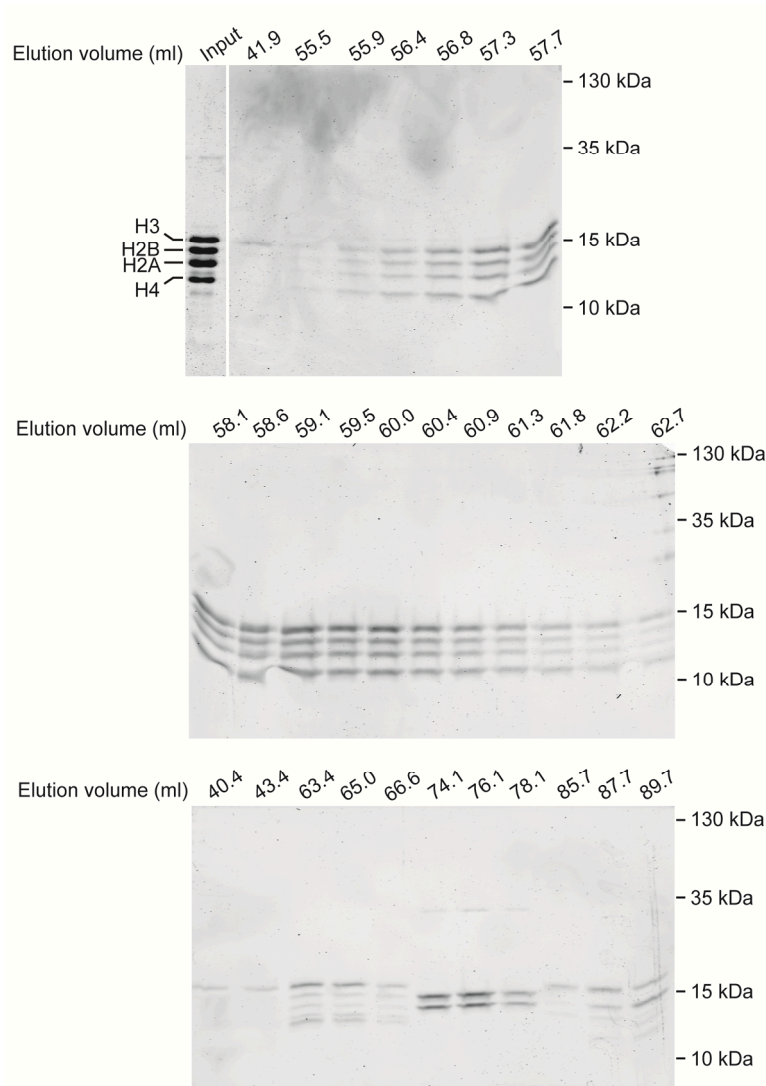 Elution volume (ml) Input 41.9 55.5 55.9 56.4 56.8 57.3 57.7
130 kDa
35 kDa
H3
15 kDa
H2B
H2A
H4
10 kDa
Elution volume (ml) 58.1 58.6 59.1 59.5 60.0 60.4 60.9 61.3 61.8 62.2 62.7
130 kDa
35 kDa
15 kDa
10 kDa
Elution volume (ml) 40.4 43.4 63.4 65.0 66.6 74.1 76.1 78.1 85.7 87.7 89.7
130 kDa
35 kDa
15 kDa
10 kDa